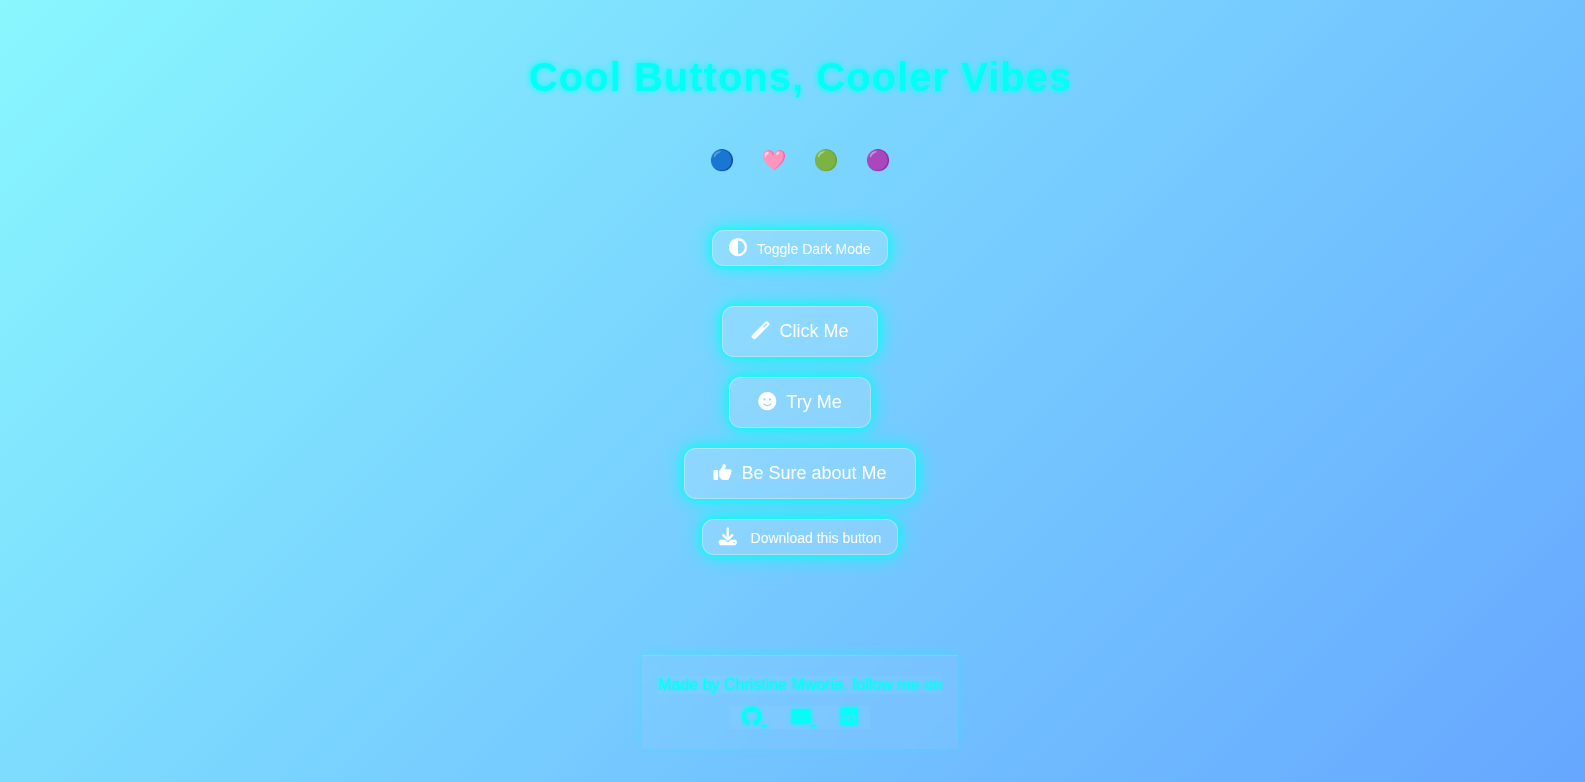 Cool Buttons, Cooler Vibes
Toggle Dark Mode
Click Me
Try Me
Be Sure about Me
Download this button
Made by Christine Mworia. follow me on